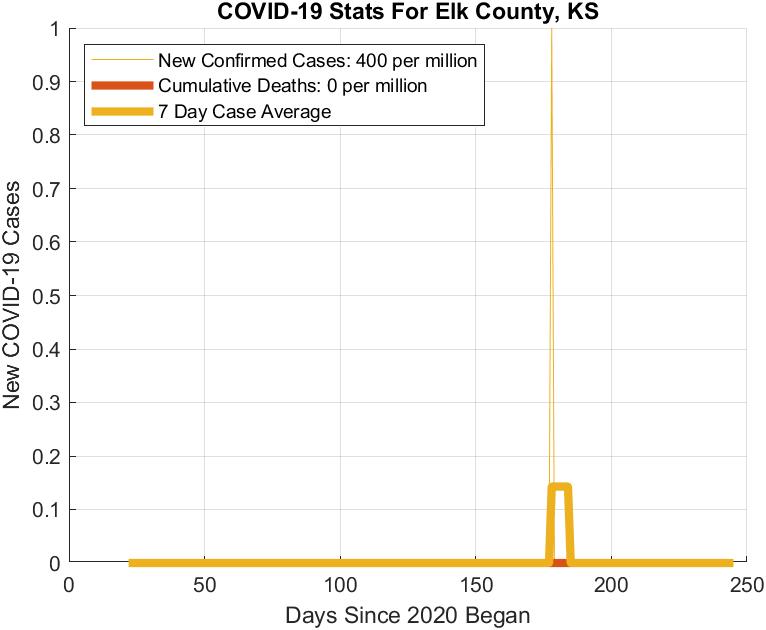 COVID-19 Stats For Elk County, KS
New Confirmed Cases: 400 per million
Cumulative Deaths: 0 per million
7 Day Case Average
New COVID-19 Cases
1
0.9
0.8
0.7
0.6
0.5
0.4
0.3
0.2
0.1
0
0 50 100 150 200 250
Days Since 2020 Began